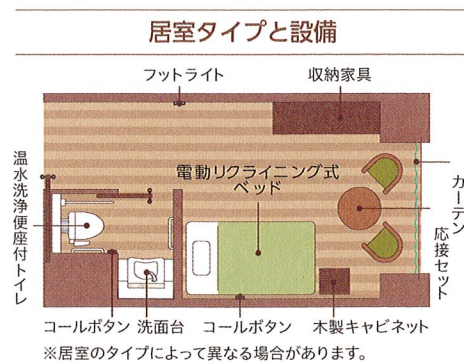 居室タイプと設備
フットライト
収納家具
温水洗浄便座付トイレ
電動リクライニング式
ベッド
カーテン
応接セット
コールボタン
洗面台
コールボタン
木製キャビネット
※居室のタイプによって異なる場合があります。